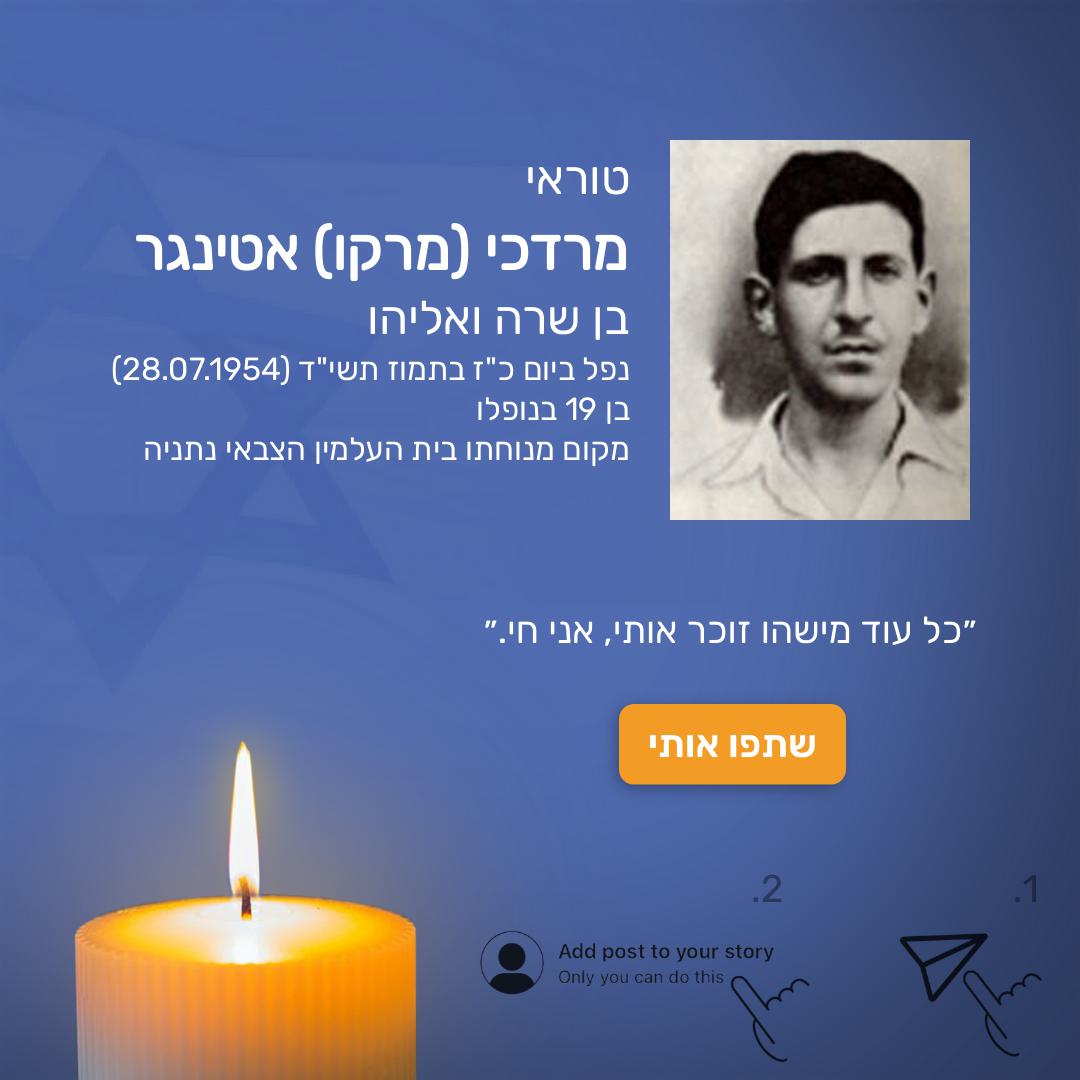 טוראי
מרדכי (מרקו) אטינגר
בן שרה ואליהו
נפל ביום כ"ז בתמוז תשי"ד (28.07.1954)
בן 19 בנופלו
מקום מנוחתו בית העלמין הצבאי נתניה
״כל עוד מישהו זוכר אותי, אני חי.״
שתפו אותי
.1
.2
Add post to your story
Only you can do this